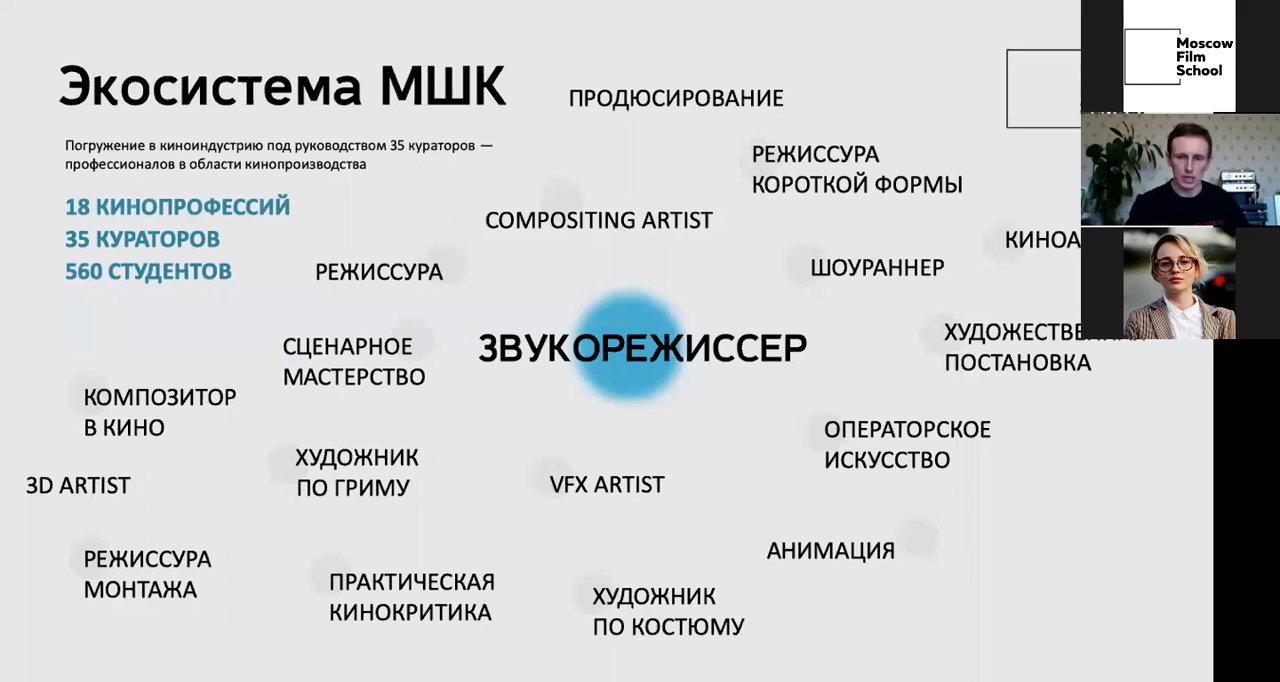 Экосистема МШК
Погружение в киноиндустрию под руководством 35 кураторов —
профессионалов в области кинопроизводства
18 КИНОПРОФЕССИЙ
35 КУРАТОРОВ
560 СТУДЕНТОВ
ПРОДЮСИРОВАНИЕ
РЕЖИССУРА
КОРОТКОЙ ФОРМЫ
COMPOSITING ARTIST
КИНОА
РЕЖИССУРА
ШОУРАННЕР
СЦЕНАРНОЕ
МАСТЕРСТВО
ЗВУКОРЕЖИССЕР
ПОСТАНОВКА
КОМПОЗИТОР
В КИНО
ОПЕРАТОРСКОЕ
ИСКУССТВО
ХУДОЖНИК
ПО ГРИМУ
3D ARTIST
VFX ARTIST
РЕЖИССУРА
МОНТАЖА
АНИМАЦИЯ
ПРАКТИЧЕСКАЯ
КИНОКРИТИКА
ХУДОЖНИК
ПО КОСТЮМУ
Moscow
Film
School